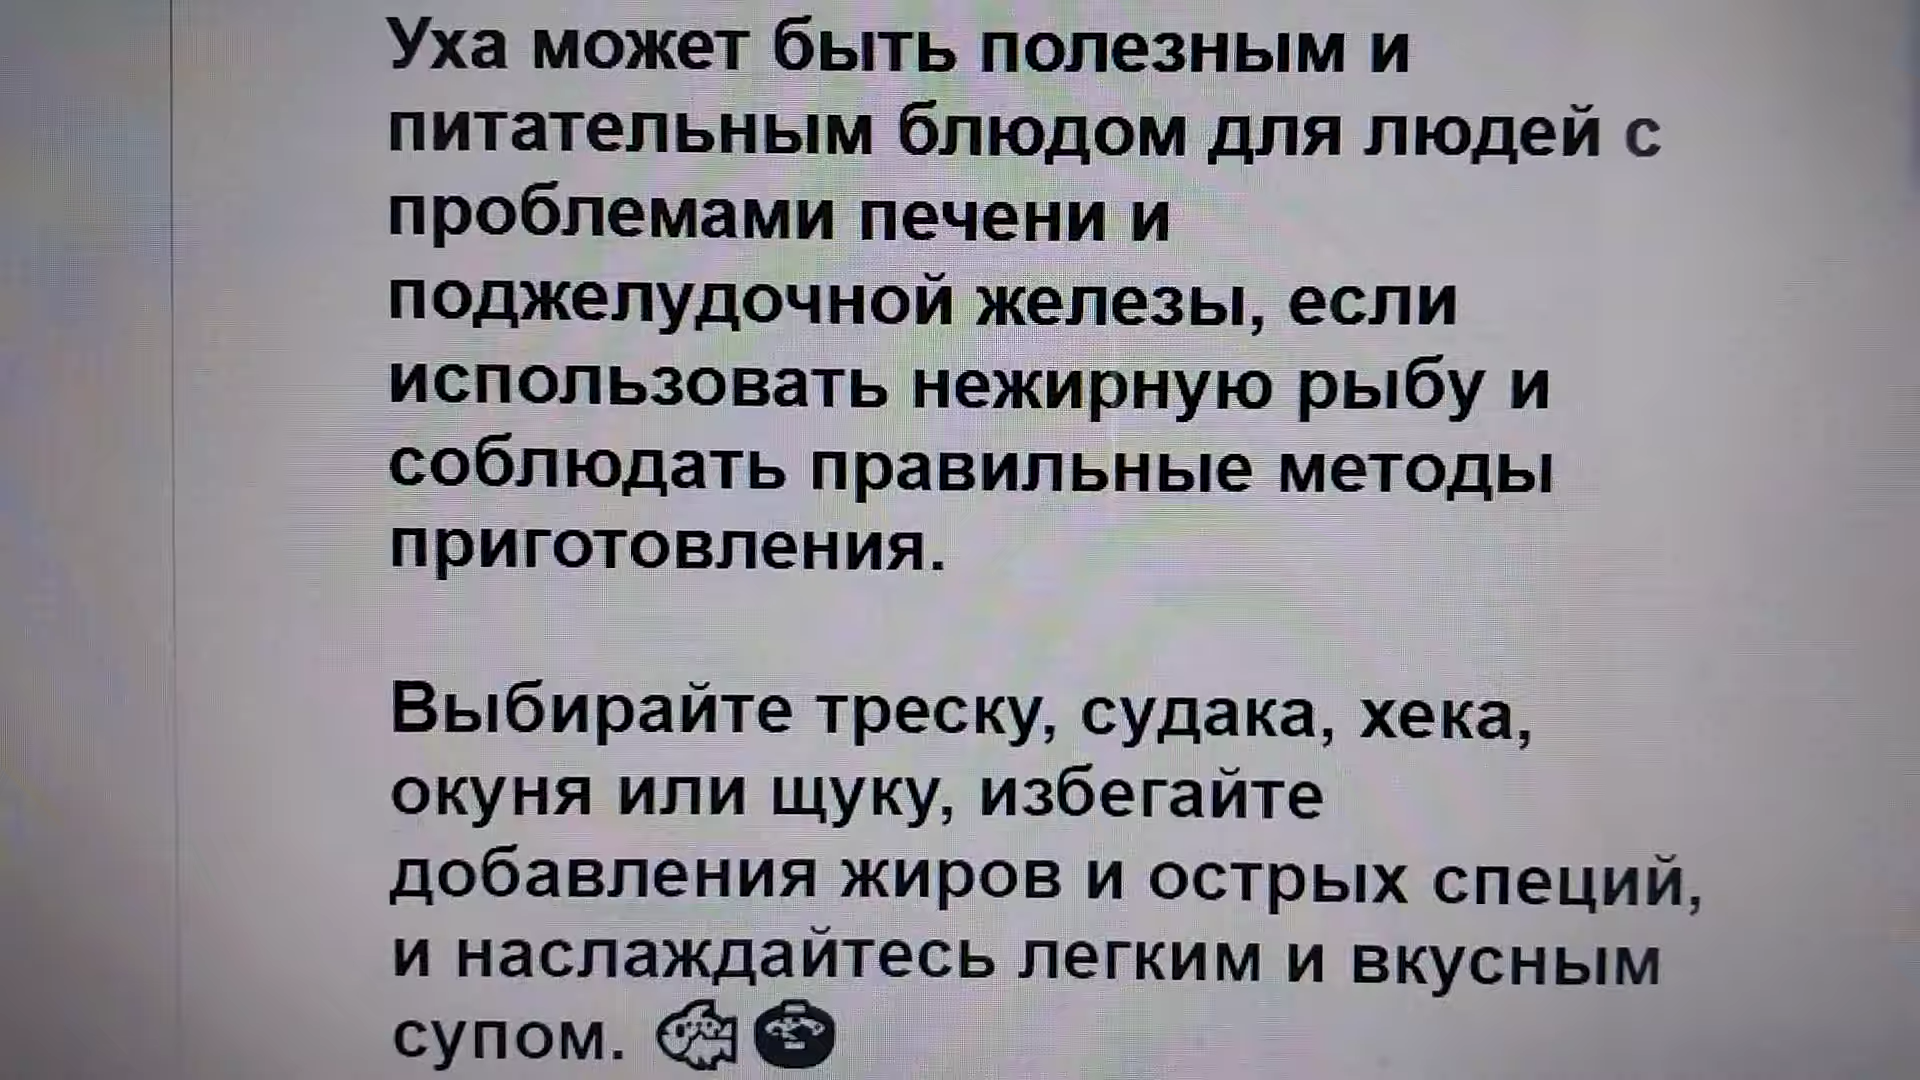 Уха может быть полезным и
питательным блюдом для людей с
проблемами печени и
поджелудочной железы, если
использовать нежирную рыбу и
соблюдать правильные методы
приготовления.
Выбирайте треску, судака, хека,
окуня или щуку, избегайте
добавления жиров и острых специй,
и наслаждайтесь легким и вкусным
супом.